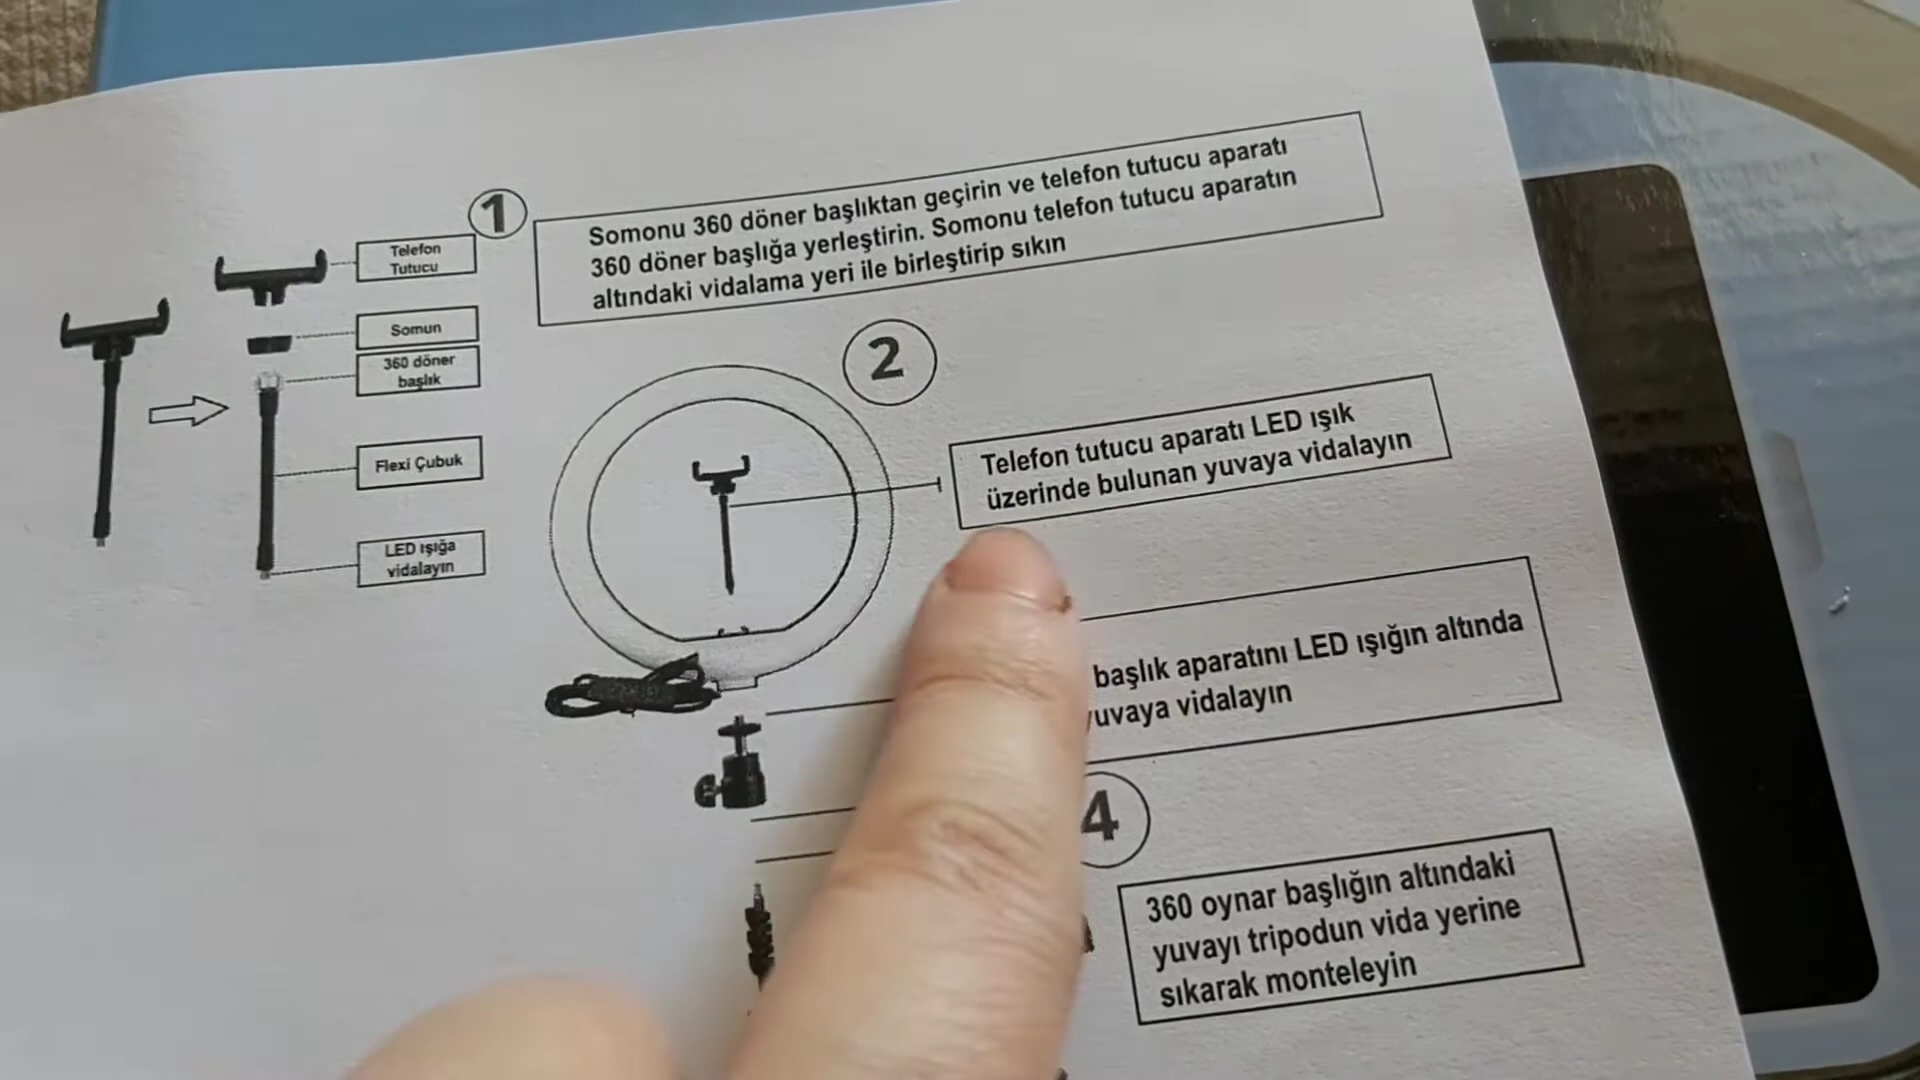 1
Somonu 360 döner başlıktan geçirin ve telefon tutucu aparatı
360 döner başlığa yerleştirin. Somonu telefon tutucu aparatın
altındaki vidalama yeri ile birleştirip sıkın
Telefon
Tutucu
Somun
360 döner
başlık
Flexi Çubuk
LED ışığa
vidalayın
2
Telefon tutucu aparatı LED ışık
üzerinde bulunan yuvaya vidalayın
başlık aparatını LED ışığın altında
yuvaya vidalayın
4
360 oynar başlığın altındaki
yuvayı tripodun vida yerine
sıkarak monteleyin